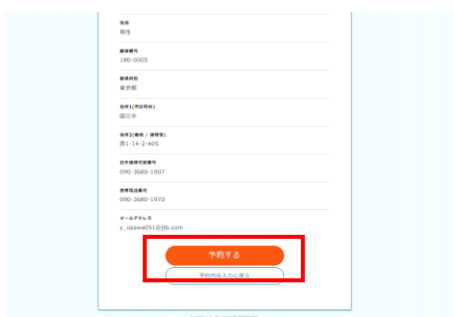 性別
男性
郵便番号
186-0005
都道府県
東京都
住所1(市区町村)
国立市
住所2(番地 / 建物名)
西1-14-2-405
日中連絡可能番号
090-3680-1907
携帯電話番号
090-3680-1970
メールアドレス
y_ozawa051@jtb.com
予約する
予約内容入力に戻る